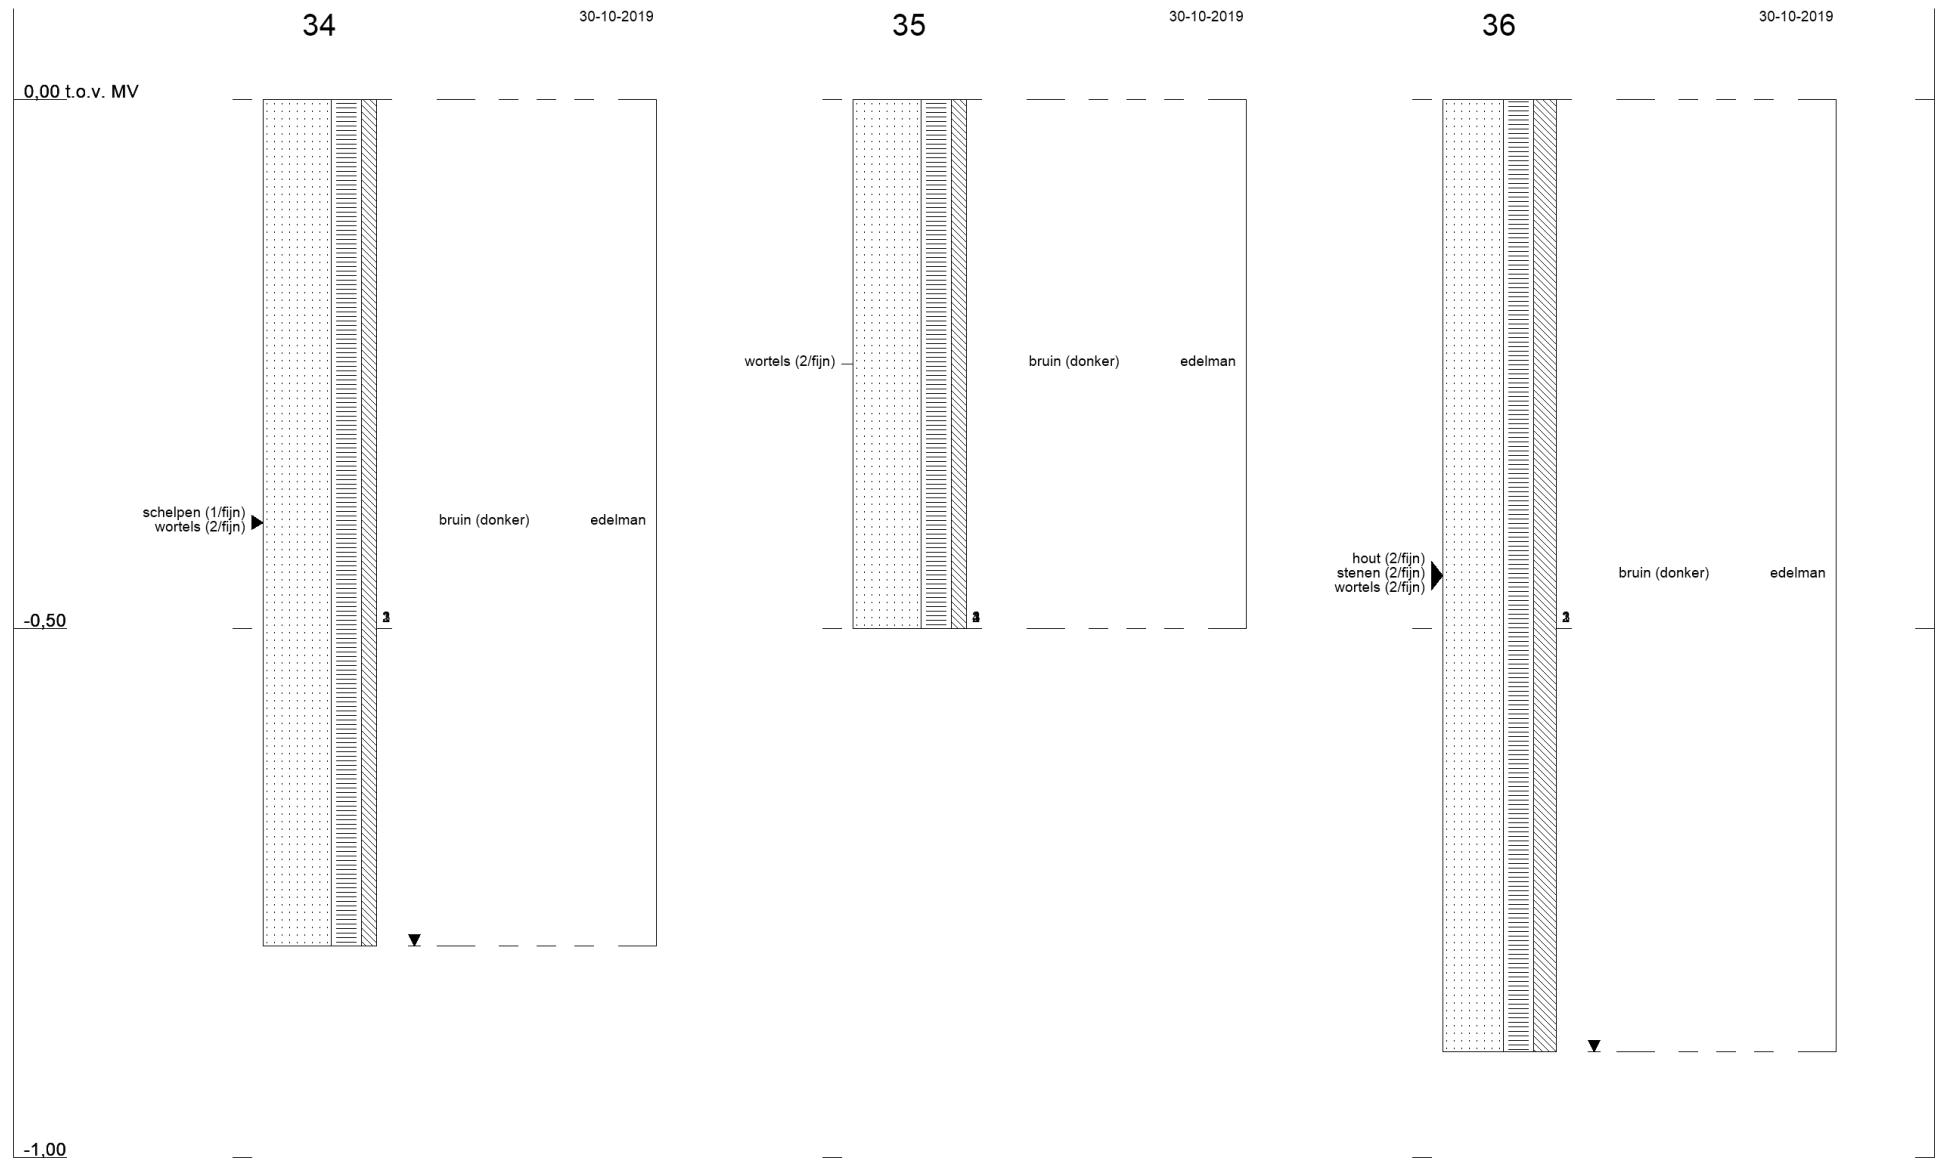 34
30-10-2019
35
30-10-2019
36
30-10-2019
0,00 t.o.v. MV
wortels (2/fijn)
bruin (donker)
edelman
schelpen (1/fijn)
wortels (2/fijn)
bruin (donker)
edelman
hout (2/fijn)
stenen (2/fijn)
wortels (2/fijn)
bruin (donker)
edelman
-0,50
-1,00